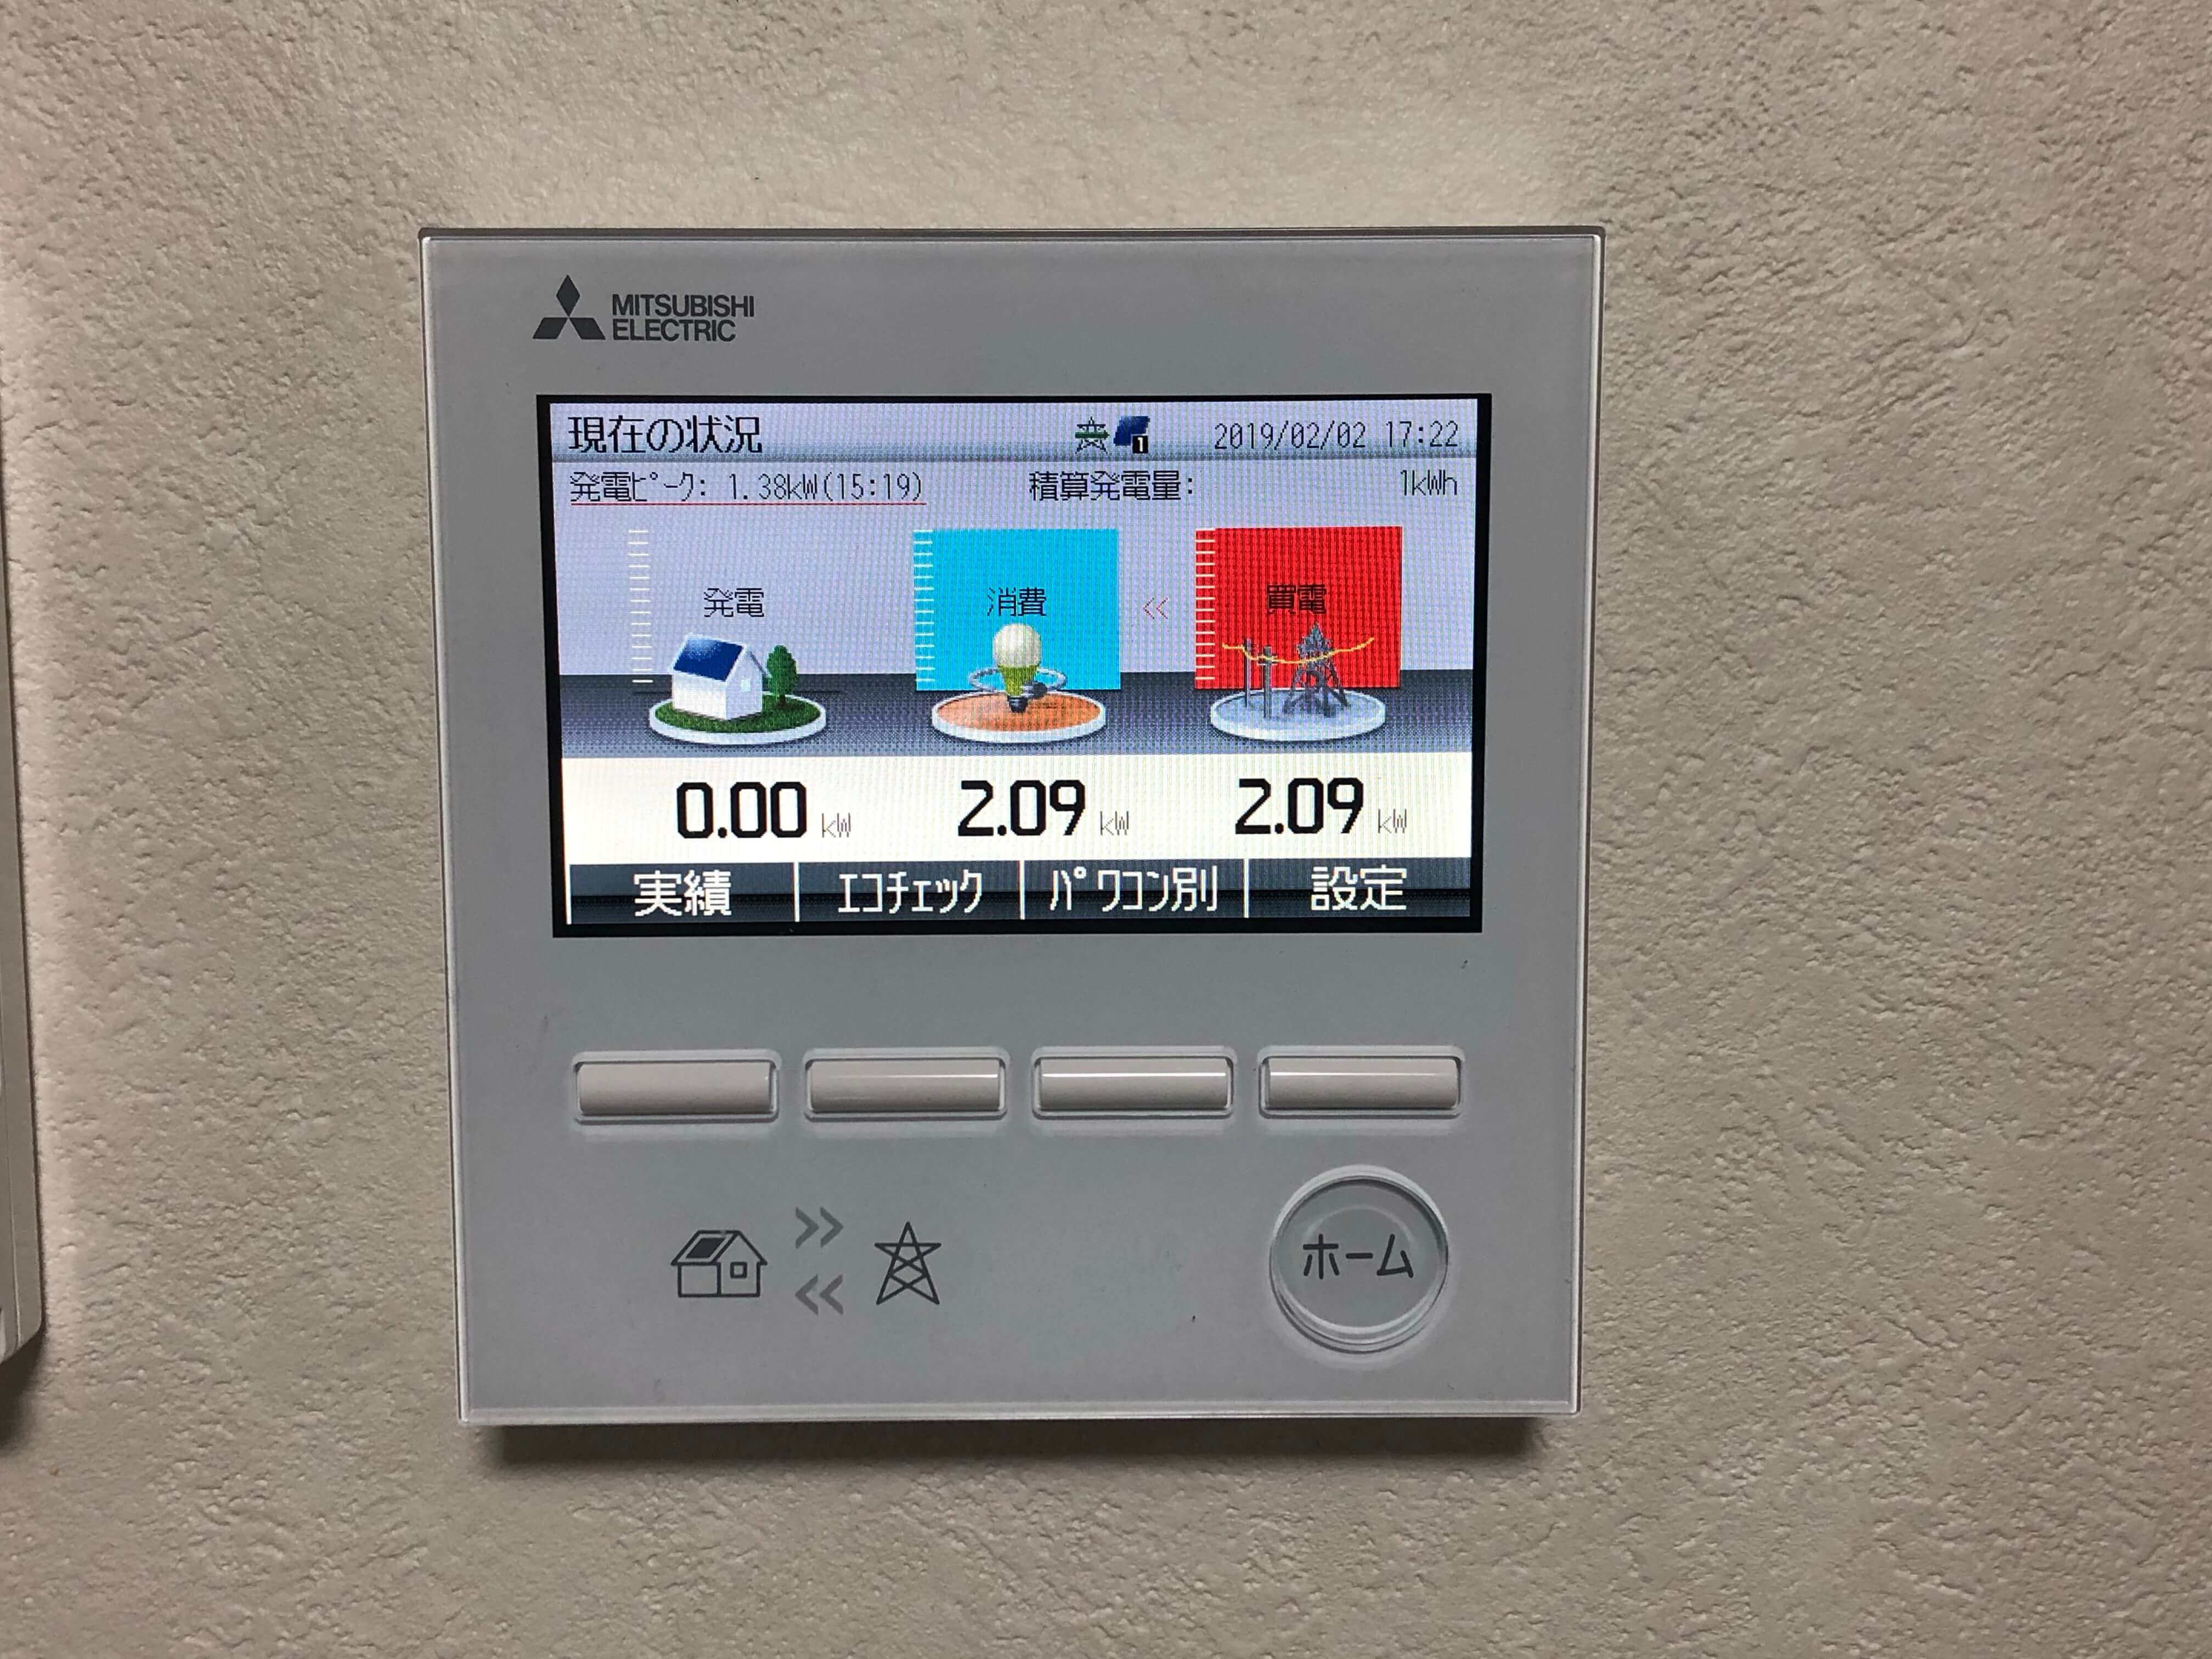 MITSUBISHI
ELECTRIC
現在の状況 1 2019/02/02 17:22
発電ピーク: 1.38kW(15:19) 積算発電量: 1kWh
発電 消費 << 買電
0.00 kW 2.09 kW 2.09 kW
実績 エコチェック パワコン別 設定
ホーム